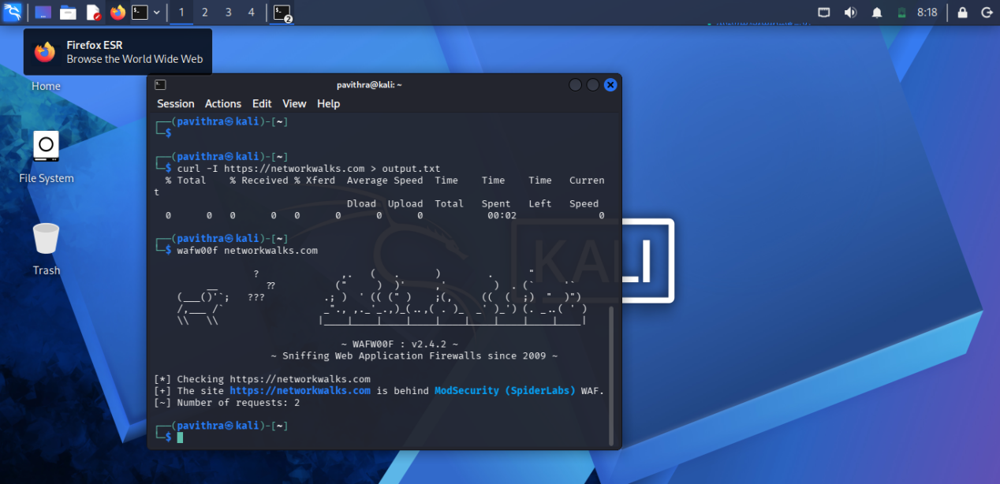 1 2 3 4 2 8:18
Firefox ESR
Browse the World Wide Web
Home
File System
Trash
pavithra@kali: ~
Session Actions Edit View Help
┌──(pavithra㉿kali)-[~]
└─$
┌──(pavithra㉿kali)-[~]
└─$ curl -I https://networkwalks.com > output.txt
% Total % Received % Xferd Average Speed Time Time Time Curren
t
Dload Upload Total Spent Left Speed
0 0 0 0 0 0 0 0 00:02 0
┌──(pavithra㉿kali)-[~]
└─$ wafw00f networkwalks.com
~ WAFW00F : v2.4.2 ~
~ Sniffing Web Application Firewalls since 2009 ~
[*] Checking https://networkwalks.com
[+] The site https://networkwalks.com is behind ModSecurity (SpiderLabs) WAF.
[~] Number of requests: 2
┌──(pavithra㉿kali)-[~]
└─$
KALI